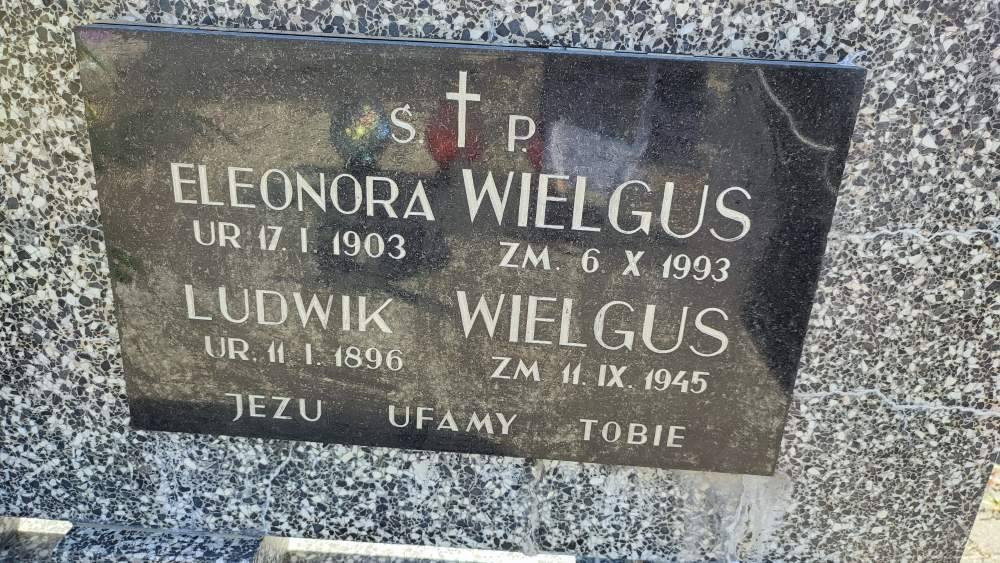 Ś † P.
ELEONORA WIELGUS
UR 17. I. 1903 ZM. 6. X 1993
LUDWIK WIELGUS
UR. 11. I. 1896 ZM 11. IX. 1945
JEZU UFAMY TOBIE